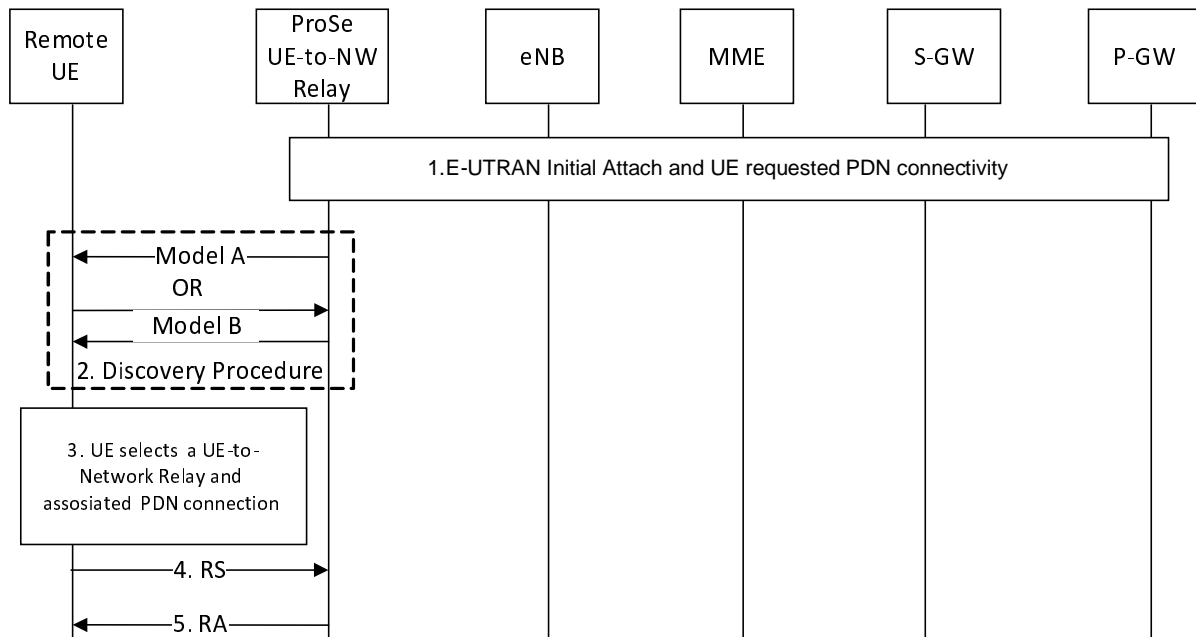 Remote
UE
ProSe
UE-to-NW
Relay
eNB
MME
S-GW
P-GW
1.E-UTRAN Initial Attach and UE requested PDN connectivity
Model A
OR
Model B
2. Discovery Procedure
3. UE selects a UE-to-
Network Relay and
assosiated PDN connection
4. RS
5. RA